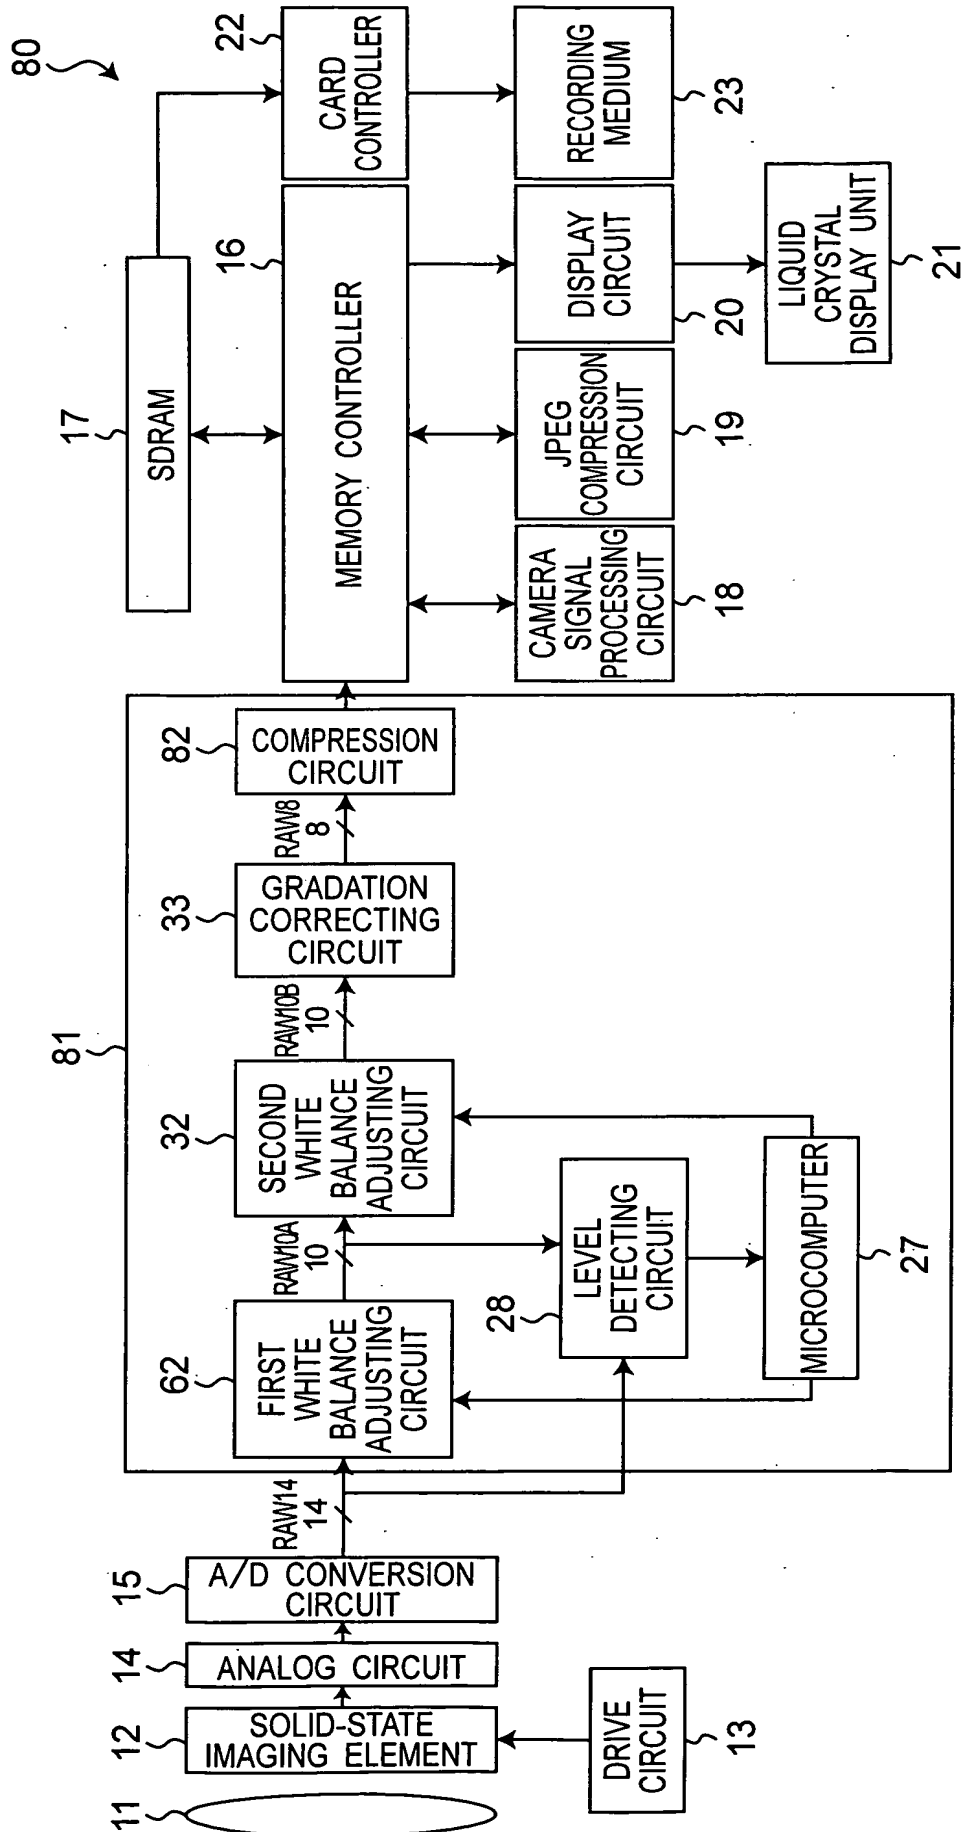 80
11
12
SOLID-STATE
IMAGING ELEMENT
13
DRIVE
CIRCUIT
14
ANALOG CIRCUIT
15
A/D CONVERSION
CIRCUIT
RAW14
14
81
62
FIRST
WHITE
BALANCE
ADJUSTING
CIRCUIT
RAW10A
10
28
LEVEL
DETECTING
CIRCUIT
MICROCOMPUTER
27
32
SECOND
WHITE
BALANCE
ADJUSTING
CIRCUIT
RAW10B
10
33
GRADATION
CORRECTING
CIRCUIT
RAW8
8
82
COMPRESSION
CIRCUIT
17
SDRAM
16
MEMORY CONTROLLER
22
CARD
CONTROLLER
CAMERA
SIGNAL
PROCESSING
CIRCUIT
18
JPEG
COMPRESSION
CIRCUIT
19
DISPLAY
CIRCUIT
20
RECORDING
MEDIUM
23
LIQUID
CRYSTAL
DISPLAY UNIT
21